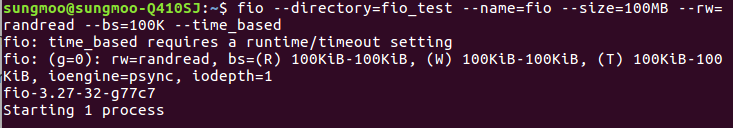 sungmoo@sungmoo-Q410SJ:~$ fio --directory=fio_test --name=fio --size=100MB --rw=
randread --bs=100K --time_based
fio: time_based requires a runtime/timeout setting
fio: (g=0): rw=randread, bs=(R) 100KiB-100KiB, (W) 100KiB-100KiB, (T) 100KiB-100
KiB, ioengine=psync, iodepth=1
fio-3.27-32-g77c7
Starting 1 process